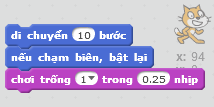 di chuyển 10 bước
nếu chạm biên, bật lại
chơi trống 1 trong 0.25 nhịp
x: 94